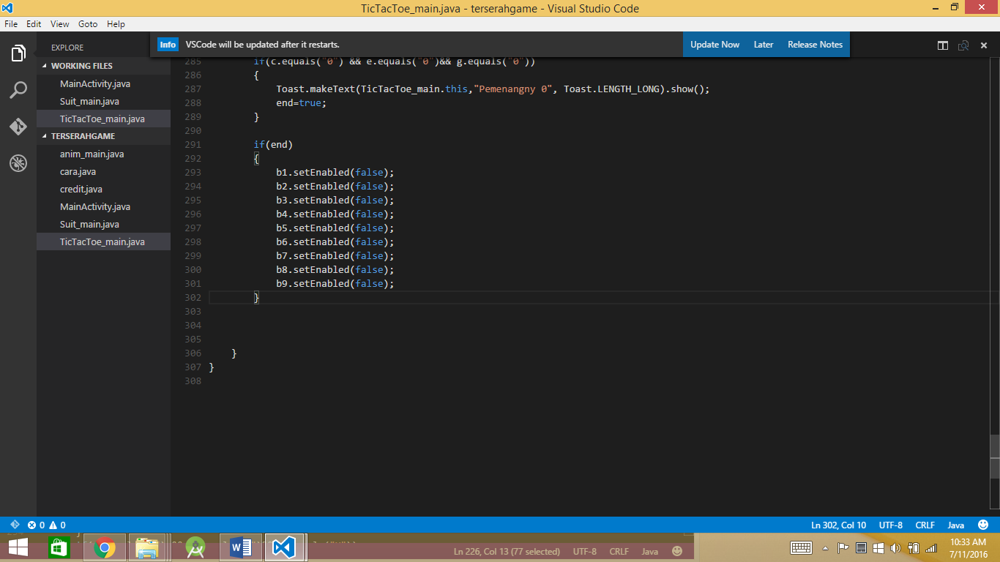 TicTacToe_main.java - terserahgame - Visual Studio Code
File Edit View Goto Help
EXPLORE
WORKING FILES
MainActivity.java
Suit_main.java
TicTacToe_main.java
TERSERAHGAME
anim_main.java
cara.java
credit.java
MainActivity.java
Suit_main.java
TicTacToe_main.java
Info VSCode will be updated after it restarts. Update Now Later Release Notes
285 if(c.equals("0") && e.equals("0")&& g.equals("0"))
286 {
287 Toast.makeText(TicTacToe_main.this,"Pemenangny 0", Toast.LENGTH_LONG).show();
288 end=true;
289 }
290
291 if(end)
292 {
293 b1.setEnabled(false);
294 b2.setEnabled(false);
295 b3.setEnabled(false);
296 b4.setEnabled(false);
297 b5.setEnabled(false);
298 b6.setEnabled(false);
299 b7.setEnabled(false);
300 b8.setEnabled(false);
301 b9.setEnabled(false);
302 }
303
304
305
306 }
307 }
308
0 0 Ln 302, Col 10 UTF-8 CRLF Java
Ln 226, Col 13 (77 selected) UTF-8 CRLF Java
10:33 AM
7/11/2016